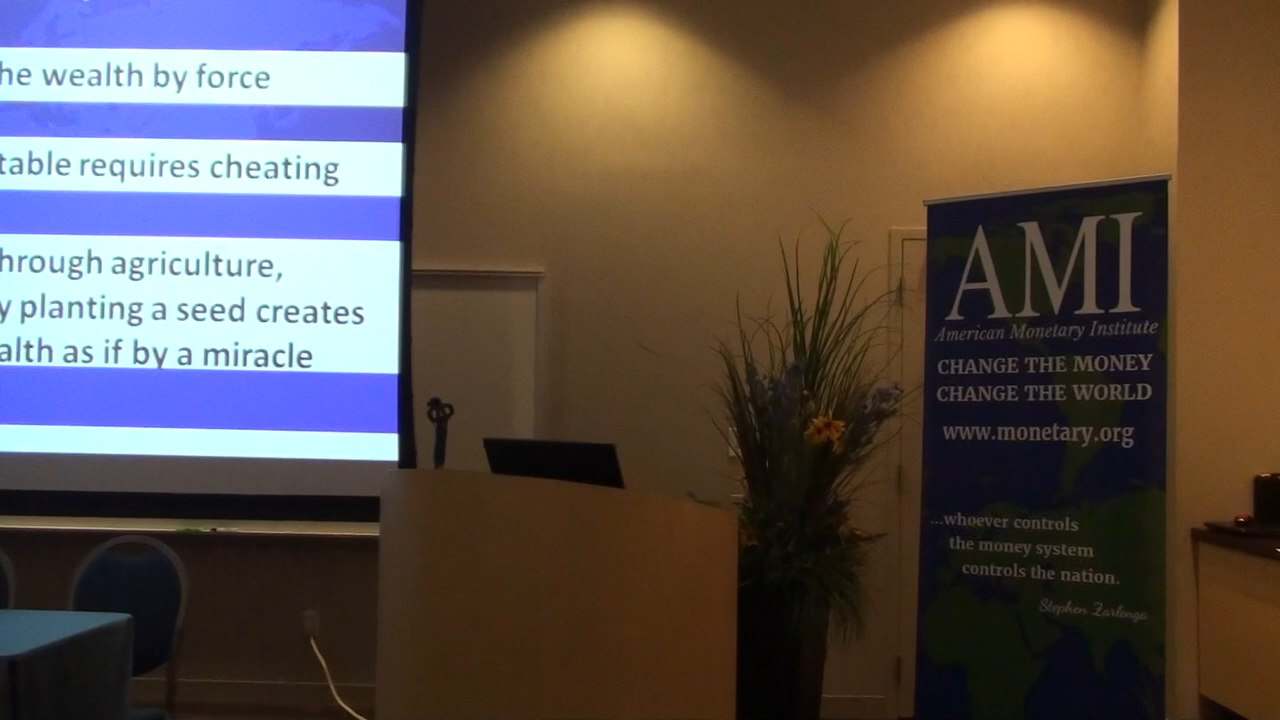 he wealth by force
table requires cheating
hrough agriculture,
y planting a seed creates
alth as if by a miracle
AMI
American Monetary Institute
CHANGE THE MONEY
CHANGE THE WORLD
www.monetary.org
...whoever controls
the money system
controls the nation.
Stephen Zarlenga